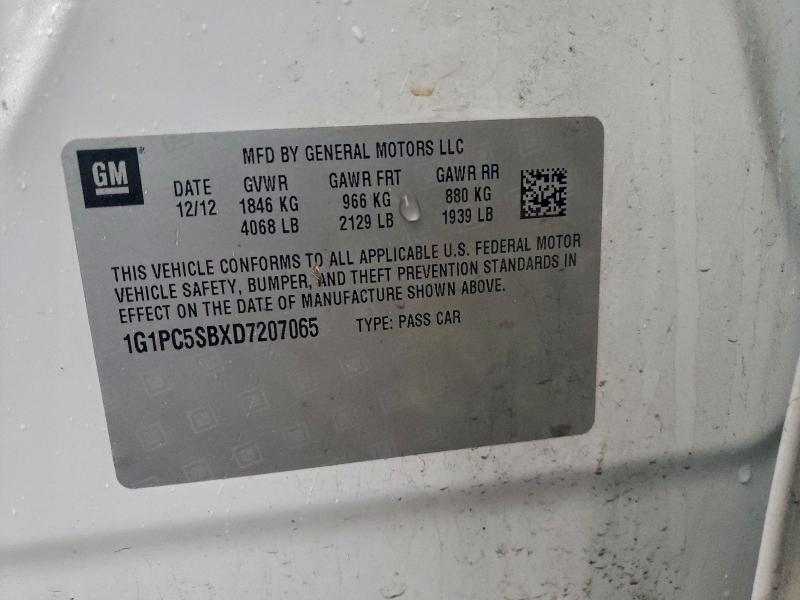 GM
MFD BY GENERAL MOTORS LLC
DATE GVWR GAWR FRT GAWR RR
12/12 1846 KG 966 KG 880 KG
4068 LB 2129 LB 1939 LB
THIS VEHICLE CONFORMS TO ALL APPLICABLE U.S. FEDERAL MOTOR
VEHICLE SAFETY, BUMPER, AND THEFT PREVENTION STANDARDS IN
EFFECT ON THE DATE OF MANUFACTURE SHOWN ABOVE.
1G1PC5SBXD7207065 TYPE: PASS CAR